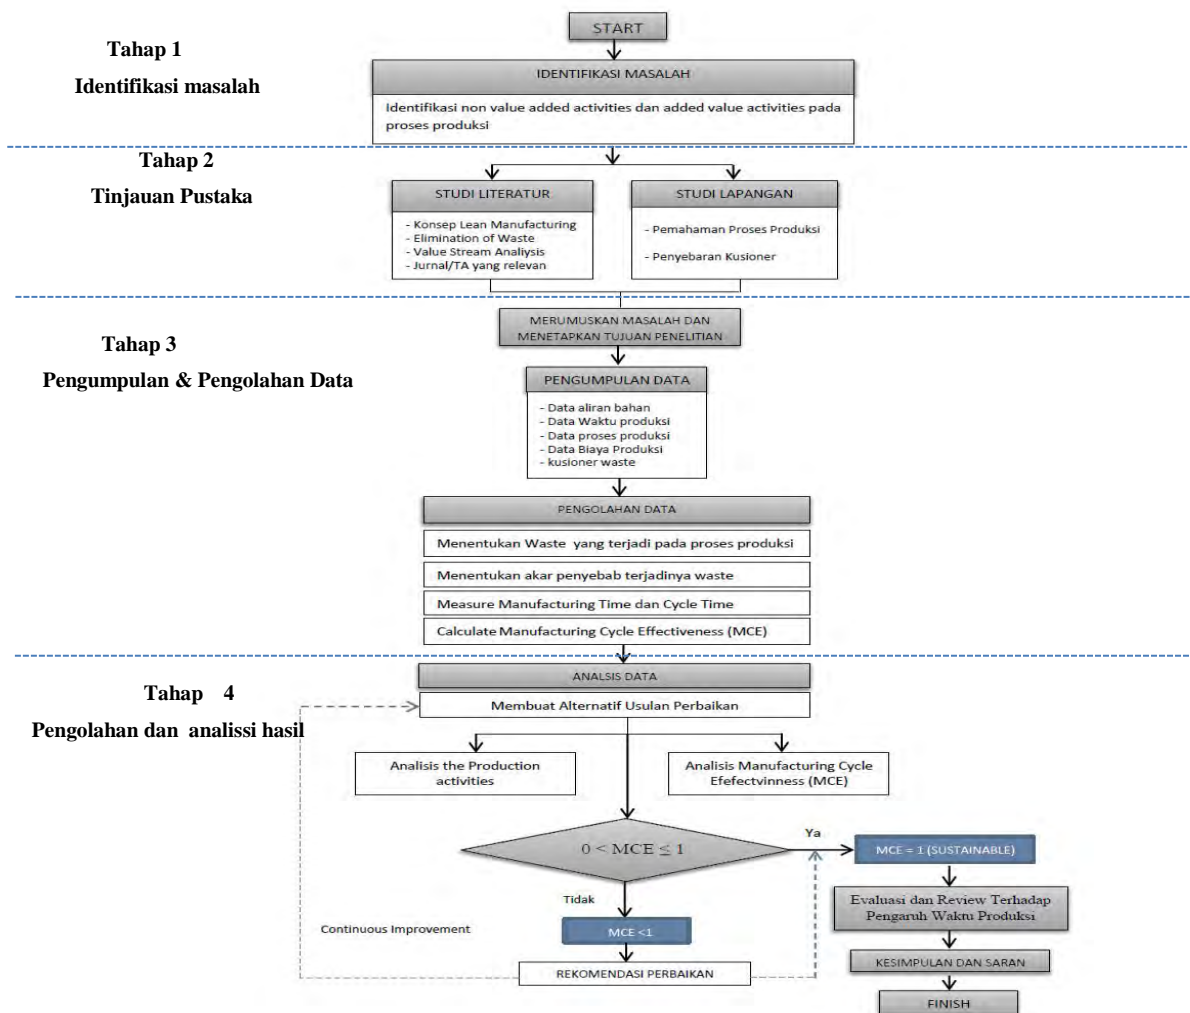 START
Tahap 1
Identifikasi masalah
IDENTIFIKASI MASALAH
Identifikasi non value added activities dan added value activities pada
proses produksi
Tahap 2
Tinjauan Pustaka
STUDI LITERATUR
- Konsep Lean Manufacturing
- Elimination of Waste
- Value Stream Analiysis
- Jurnal/TA yang relevan
STUDI LAPANGAN
- Pemahaman Proses Produksi
- Penyebaran Kusioner
Tahap 3
Pengumpulan & Pengolahan Data
MERUMUSKAN MASALAH DAN
MENETAPKAN TUJUAN PENELITIAN
PENGUMPULAN DATA
- Data aliran bahan
- Data Waktu produksi
- Data proses produksi
- Data Biaya Produksi
- kusioner waste
PENGOLAHAN DATA
Menentukan Waste yang terjadi pada proses produksi
Menentukan akar penyebab terjadinya waste
Measure Manufacturing Time dan Cycle Time
Calculate Manufacturing Cycle Effectiveness (MCE)
Tahap 4
Pengolahan dan analissi hasil
ANALSIS DATA
Membuat Alternatif Usulan Perbaikan
Analisis the Production
activities
Analisis Manufacturing Cycle
Efefectvinness (MCE)
0 < MCE ≤ 1
Ya
MCE = 1 (SUSTAINABLE)
Tidak
MCE <1
Continuous Improvement
REKOMENDASI PERBAIKAN
Evaluasi dan Review Terhadap
Pengaruh Waktu Produksi
KESIMPULAN DAN SARAN
FINISH